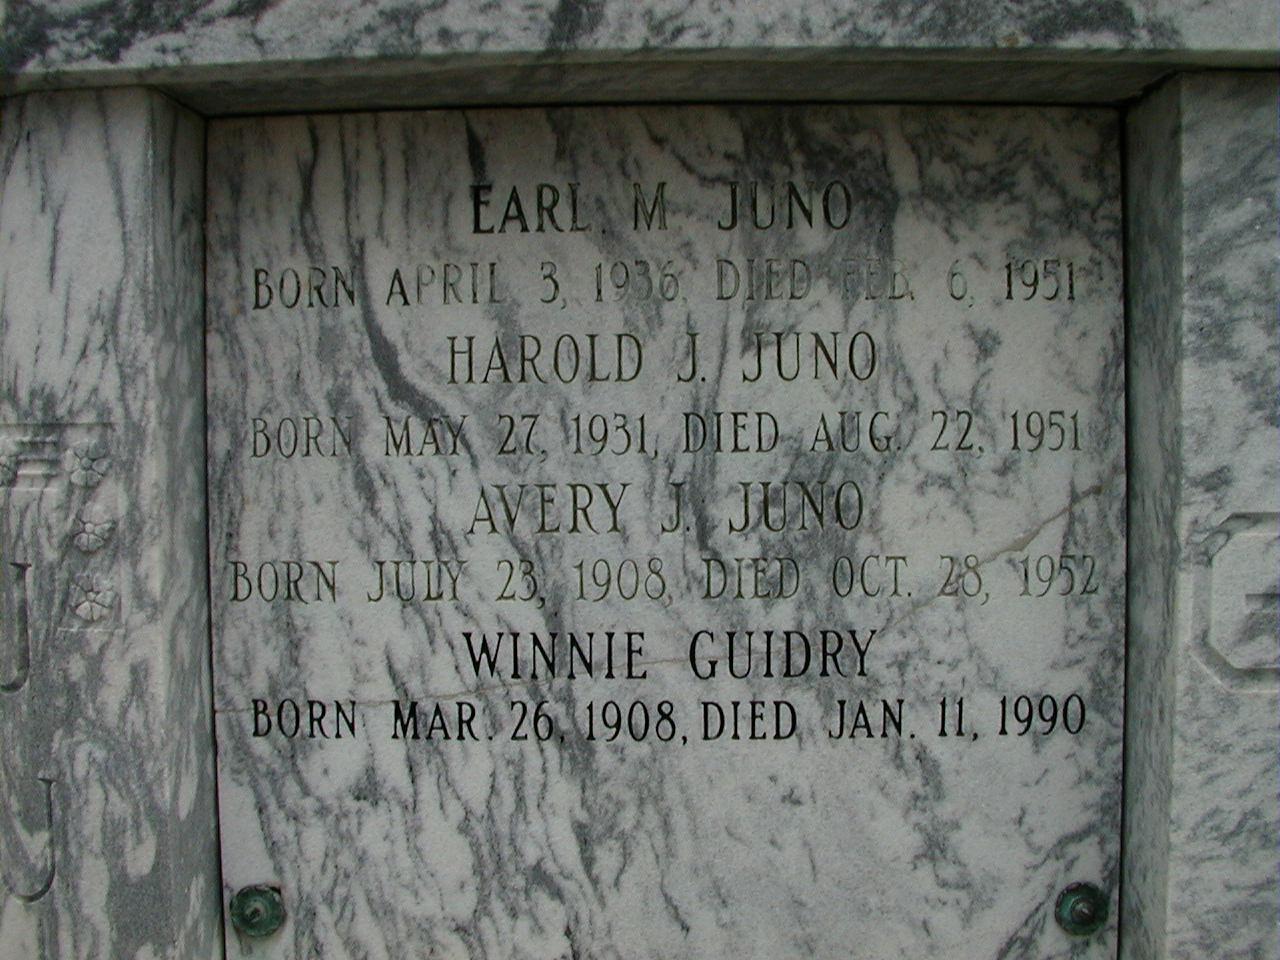 EARL M JUNO
BORN APRIL 3, 1936, DIED FEB. 6, 1951
HAROLD J. JUNO
BORN MAY 27, 1931, DIED AUG. 22, 1951
AVERY J. JUNO
BORN JULY 23, 1908, DIED OCT. 28, 1952
WINNIE GUIDRY
BORN MAR. 26, 1908, DIED JAN. 11, 1990